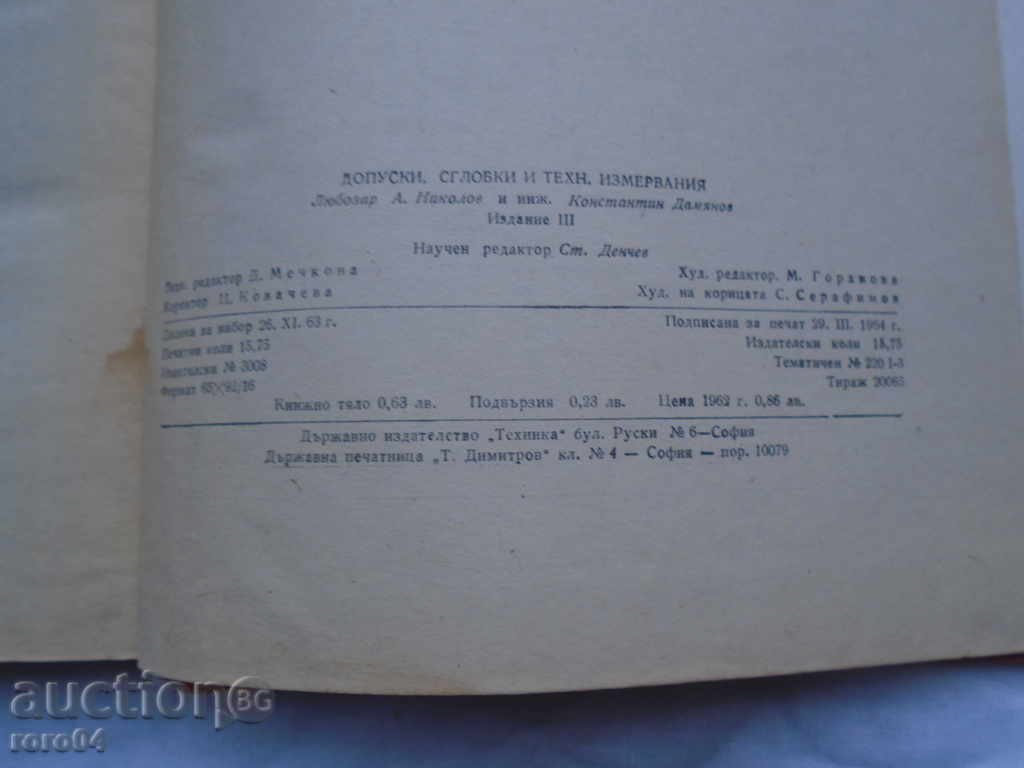 ДОПУСКИ, СГЛОБКИ И ТЕХН. ИЗМЕРВАНИЯ
Любозар А. Николов и инж. Константин Дамянов
Издание III
Научен редактор Ст. Денчев
редактор В. Мечкова Худ. редактор. М. Горанова
Коректор Ц. Ковачева Худ. на корицата С. Серафимов
Дадена за набор 26. XI. 63 г. Подписана за печат 29. III. 1964 г.
Печатни коли 15,75 Издателски коли 15,75
Издателски № 3008 Тематичен № 220 1-3
Формат 65×92/16 Тираж 20065
Книжно тяло 0,63 лв. Подвързия 0,23 лв. Цена 1962 г. 0,86 лв.
Държавно издателство „Техника“ бул. Руски № 6—София
Държавна печатница „Т. Димитров“ кл. № 4 — София — пор. 10079
auction BG
roro04